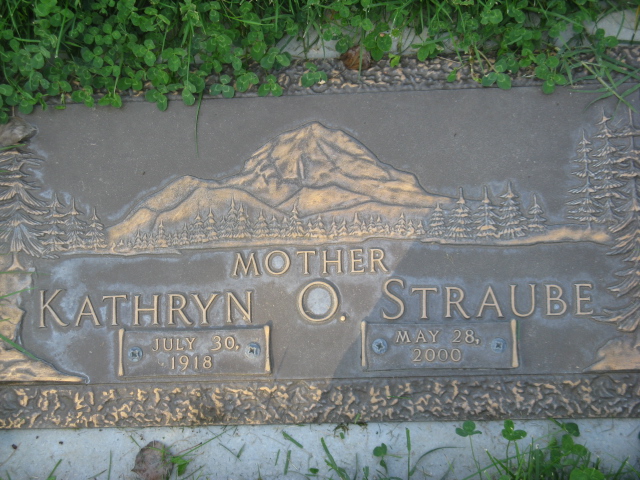 MOTHER
KATHRYN O. STRAUBE
JULY 30, 1918
MAY 28, 2000